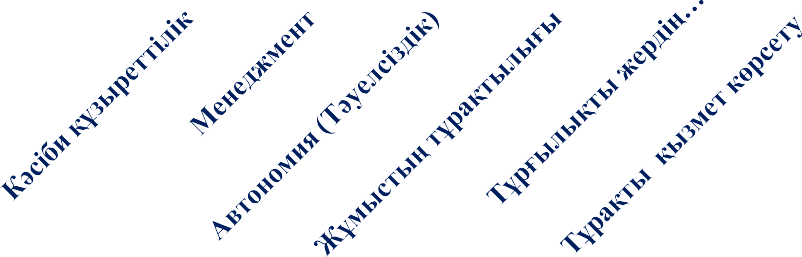 Кәсіби құзыреттілік
Менеджмент
Автономия (Тәуелсіздік)
Жұмыстың тұрақтылығы
Тұрғылықты жердің...
Тұрақты қызмет көрсету